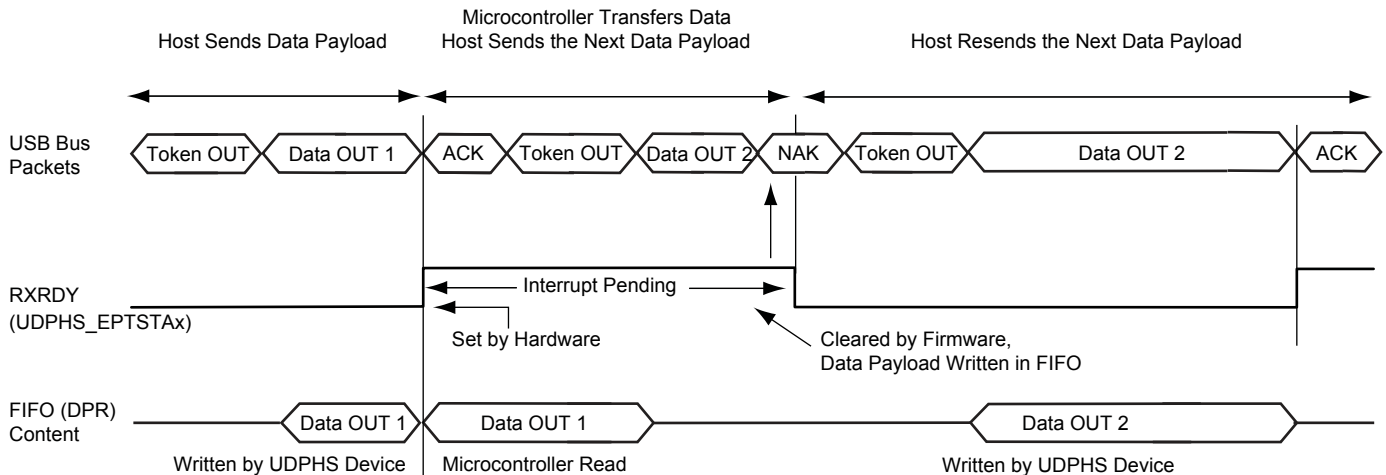 Microcontroller Transfers Data
Host Sends Data Payload
Host Sends the Next Data Payload
Host Resends the Next Data Payload
USB Bus
Packets
Token OUT
Data OUT 1
ACK
Token OUT
Data OUT 2
NAK
Token OUT
Data OUT 2
ACK
RXRDY
(UDPHS_EPTSTAx)
Interrupt Pending
Set by Hardware
Cleared by Firmware,
Data Payload Written in FIFO
FIFO (DPR)
Content
Data OUT 1
Data OUT 1
Data OUT 2
Written by UDPHS Device
Microcontroller Read
Written by UDPHS Device